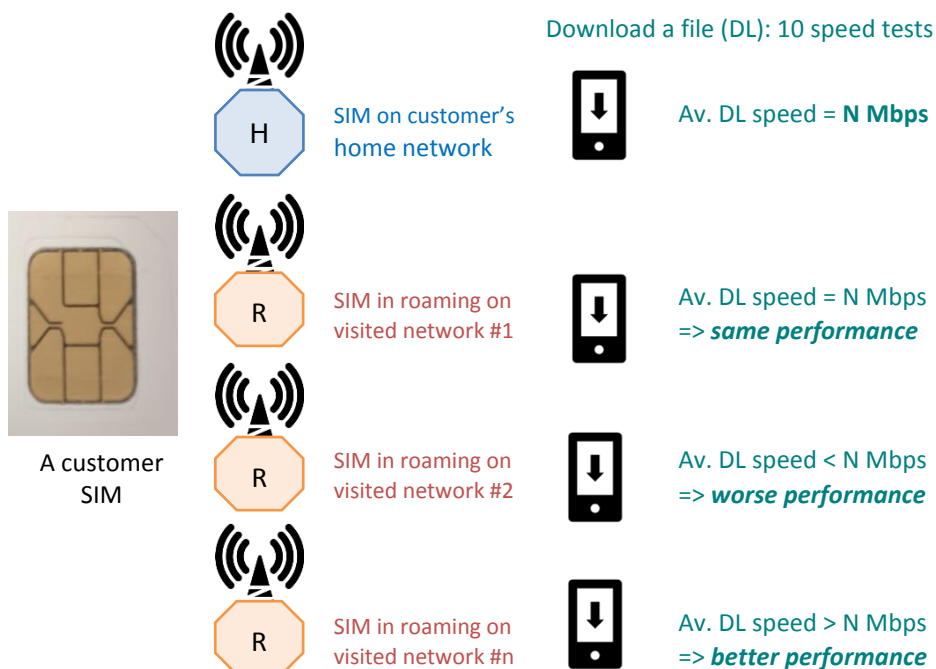 Download a file (DL): 10 speed tests
H
SIM on customer’s
home network
Av. DL speed = N Mbps
R
SIM in roaming on
visited network #1
Av. DL speed = N Mbps
=> same performance
A customer
SIM
R
SIM in roaming on
visited network #2
Av. DL speed < N Mbps
=> worse performance
R
SIM in roaming on
visited network #n
Av. DL speed > N Mbps
=> better performance